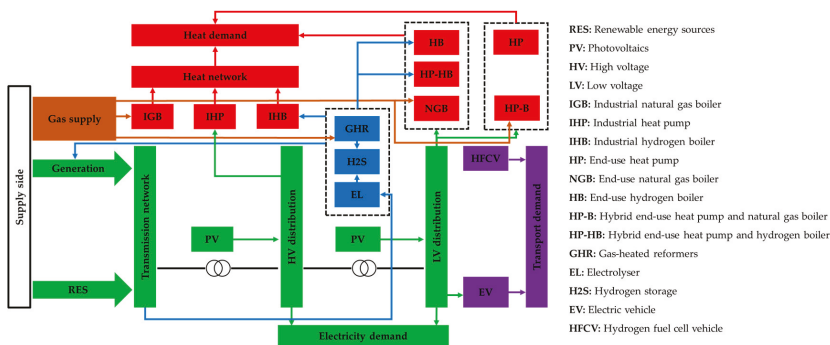 Supply side
Heat demand
Heat network
Gas supply
IGB
IHP
IHB
HB
HP-HB
NGB
HP
HP-B
GHR
H2S
EL
Generation
RES
Transmission network
PV
HV distribution
PV
LV distribution
HFCV
EV
Transport demand
Electricity demand
RES: Renewable energy sources
PV: Photovoltaics
HV: High voltage
LV: Low voltage
IGB: Industrial natural gas boiler
IHP: Industrial heat pump
IHB: Industrial hydrogen boiler
HP: End-use heat pump
NGB: End-use natural gas boiler
HB: End-use hydrogen boiler
HP-B: Hybrid end-use heat pump and natural gas boiler
HP-HB: Hybrid end-use heat pump and hydrogen boiler
GHR: Gas-heated reformers
EL: Electrolyser
H2S: Hydrogen storage
EV: Electric vehicle
HFCV: Hydrogen fuel cell vehicle